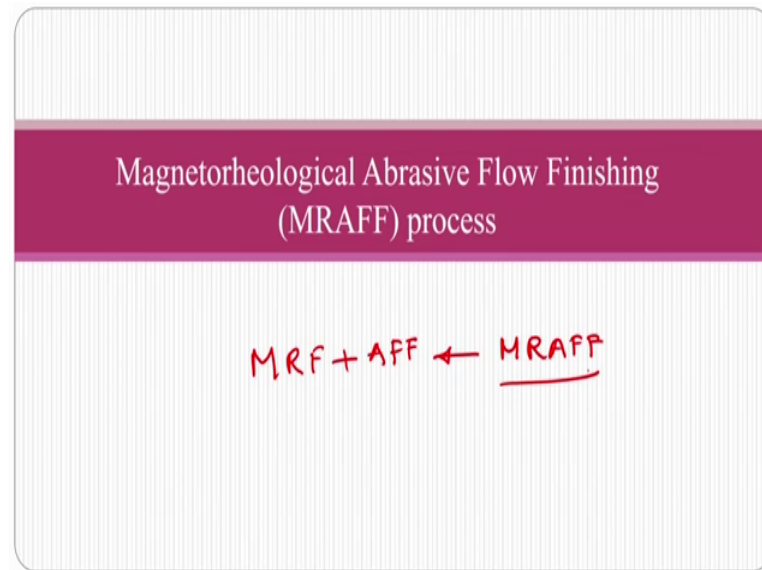 Magnetorheological Abrasive Flow Finishing
(MRAFF) process
MRF + AFF ← MRAFF